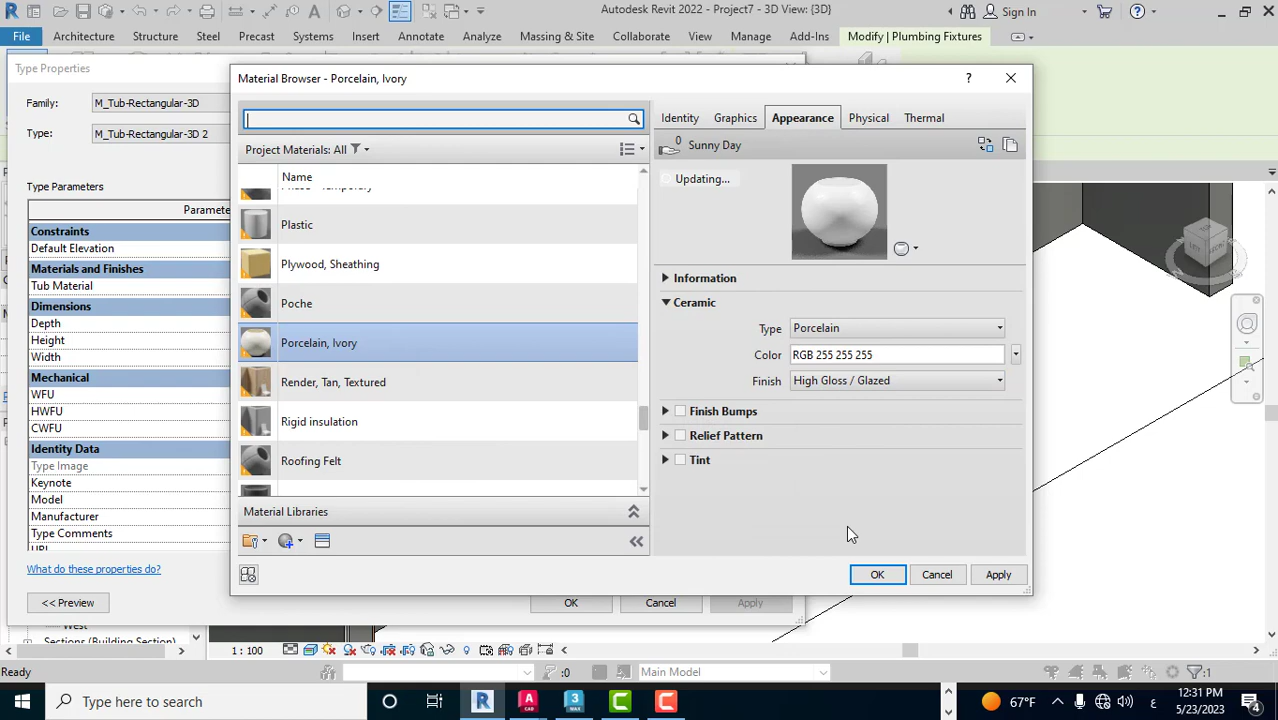 Autodesk Revit 2022 - Project7 - 3D View: {3D}
Sign In
File
Architecture
Structure
Steel
Precast
Systems
Insert
Annotate
Analyze
Massing & Site
Collaborate
View
Manage
Add-Ins
Modify | Plumbing Fixtures
Type Properties
Family:
M_Tub-Rectangular-3D
Type:
M_Tub-Rectangular-3D 2
Type Parameters
Constraints
Default Elevation
Materials and Finishes
Tub Material
Dimensions
Depth
Height
Width
Mechanical
WFU
HWFU
CWFU
Identity Data
Type Image
Keynote
Model
Manufacturer
Type Comments
What do these properties do?
<< Preview
OK
Cancel
Apply
Material Browser - Porcelain, Ivory
?
Project Materials: All
Name
Plastic
Plywood, Sheathing
Poche
Porcelain, Ivory
Render, Tan, Textured
Rigid insulation
Roofing Felt
Material Libraries
Identity
Graphics
Appearance
Physical
Thermal
0
Sunny Day
Updating...
Information
Ceramic
Type
Porcelain
Color
RGB 255 255 255
Finish
High Gloss / Glazed
Finish Bumps
Relief Pattern
Tint
OK
Cancel
Apply
Sections (Building Section)
1 : 100
Ready
:0
Main Model
:1
Type here to search
67°F
ع
12:31 PM
5/23/2023
4